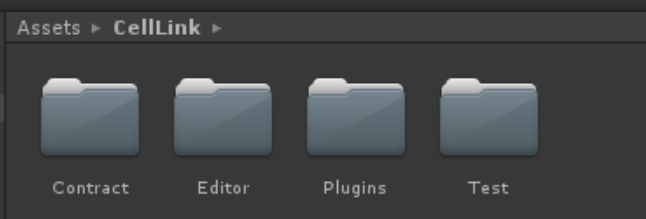 Assets ▸ CellLink ▸
Contract Editor Plugins Test